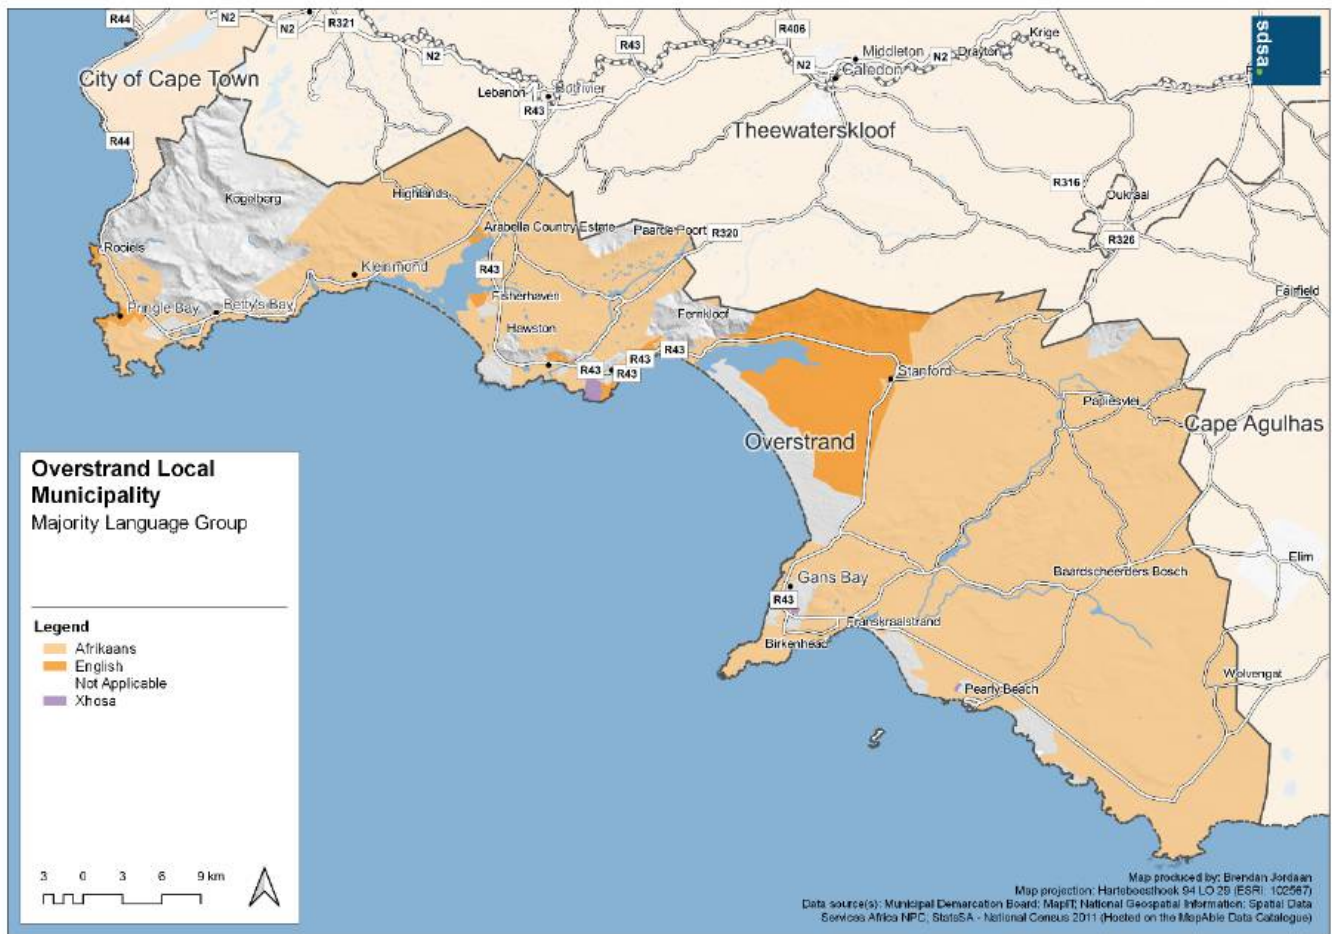 R44
N2
N2
R321
N2
R43
R406
N2
Middleton
N2
Drayton
Krige
sdsa
City of Cape Town
Lebanon
Botrivier
R43
Caledon
R44
Theewaterskloof
R316
Oukraal
Highlands
Kogelberg
Arabella Country Estate
Paarde Poort
R320
R326
Rooiels
Kleinmond
R43
Fisherhaven
Fairfield
Pringle Bay
Betty's Bay
Fernkloof
Hawston
R43
R43
R43
R43
Stanford
Papiesvlei
Overstrand
Cape Agulhas
Elim
Baardscheerders Bosch
Gans Bay
R43
Franskraalstrand
Birkenhead
Wolvengat
Pearly Beach
Overstrand Local
Municipality
Majority Language Group
Legend
Afrikaans
English
Not Applicable
Xhosa
3 0 3 6 9 km
Map produced by: Brendan Jordaan
Map projection: Hartebeesthoek 94 LO 29 (ESRI: 102567)
Data source(s): Municipal Demarcation Board; MapIT; National Geospatial Information; Spatial Data
Services Africa NPC; StatsSA - National Census 2011 (Hosted on the MapAble Data Catalogue)